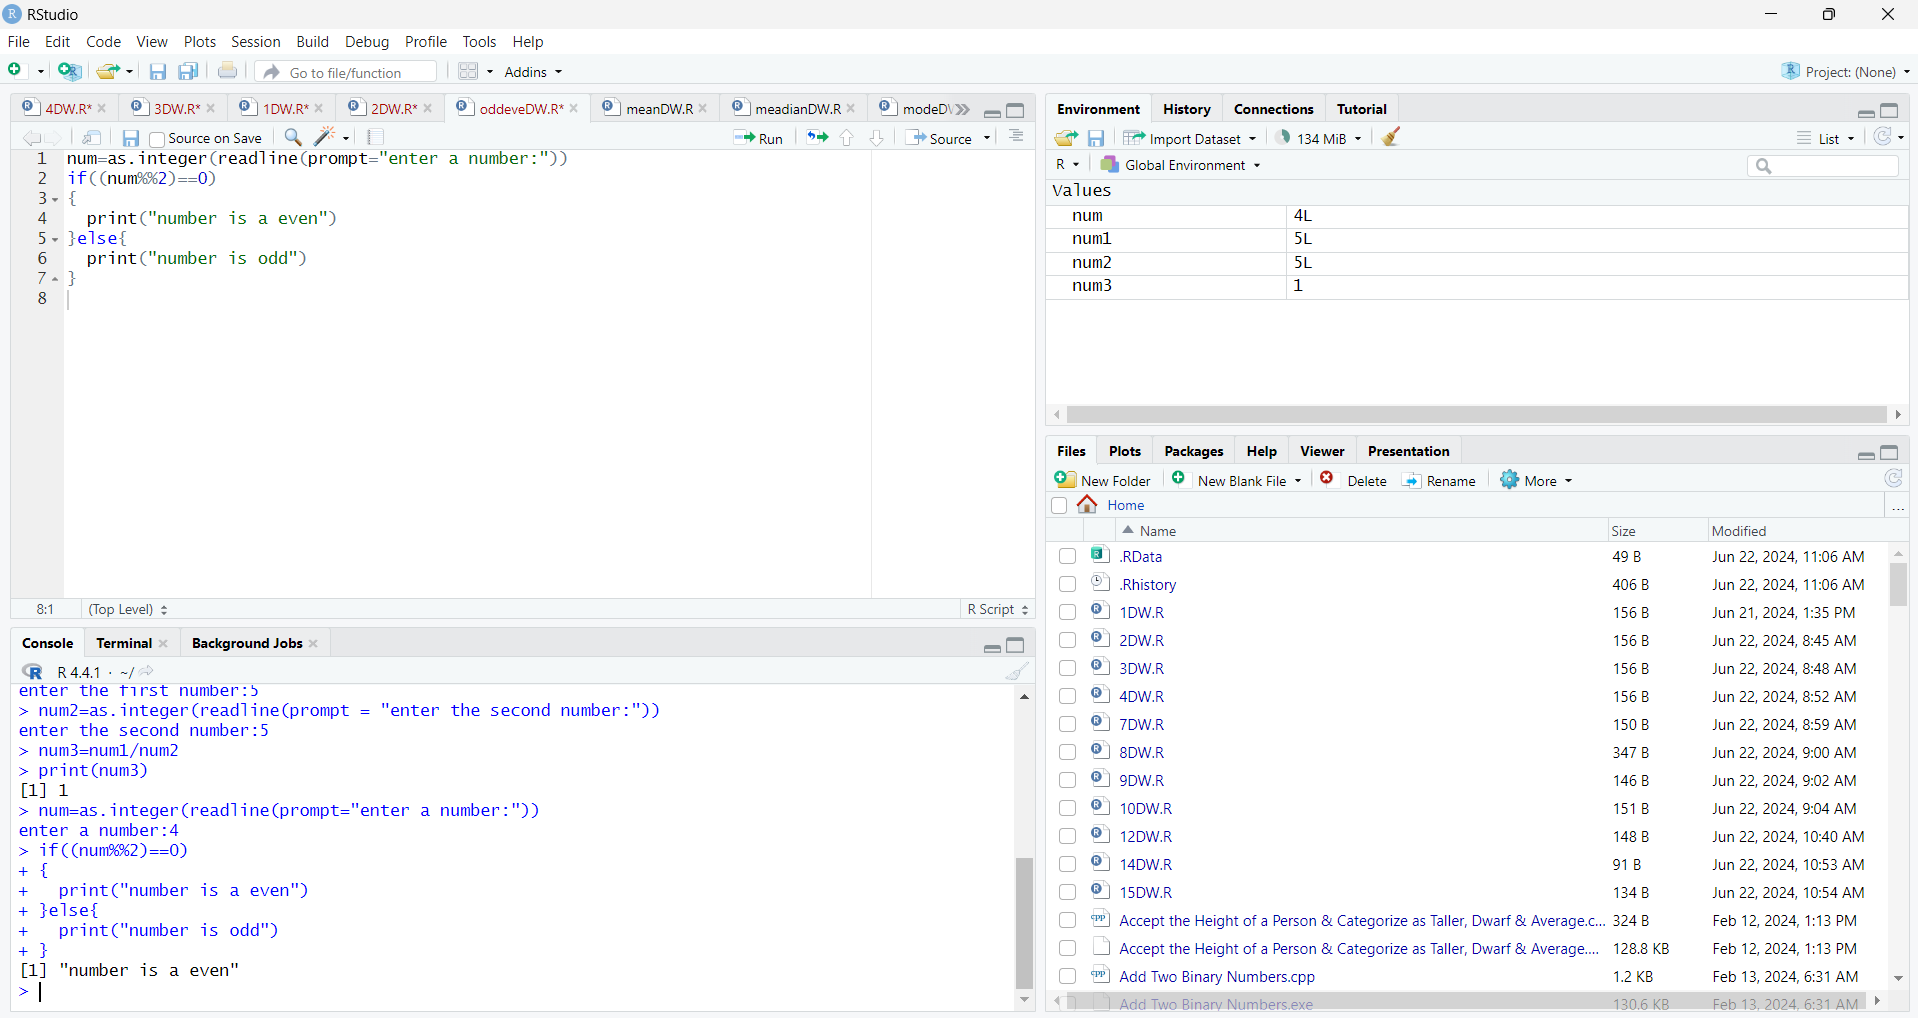 RStudio
File Edit Code View Plots Session Build Debug Profile Tools Help
Go to file/function Addins Project: (None)
4DW.R* 3DW.R* 1DW.R* 2DW.R* oddeveDW.R* meanDW.R meadianDW.R
Source on Save Run Source
1 num=as.integer(readline(prompt="enter a number:"))
2 if((num%%2)==0)
3 {
4 print("number is a even")
5 }else{
6 print("number is odd")
7 }
8
8:1 (Top Level) R Script
Console Terminal Background Jobs
R 4.4.1 · ~/
enter the first number:5
> num2=as.integer(readline(prompt = "enter the second number:"))
enter the second number:5
> num3=num1/num2
> print(num3)
[1] 1
> num=as.integer(readline(prompt="enter a number:"))
enter a number:4
> if((num%%2)==0)
+ {
+ print("number is a even")
+ }else{
+ print("number is odd")
+ }
[1] "number is a even"
>
Environment History Connections Tutorial
Import Dataset 134 MiB List
R Global Environment
Values
num 4L
num1 5L
num2 5L
num3 1
Files Plots Packages Help Viewer Presentation
New Folder New Blank File Delete Rename More
Home ...
Name Size Modified
.RData 49 B Jun 22, 2024, 11:06 AM
.Rhistory 406 B Jun 22, 2024, 11:06 AM
1DW.R 156 B Jun 21, 2024, 1:35 PM
2DW.R 156 B Jun 22, 2024, 8:45 AM
3DW.R 156 B Jun 22, 2024, 8:48 AM
4DW.R 156 B Jun 22, 2024, 8:52 AM
7DW.R 150 B Jun 22, 2024, 8:59 AM
8DW.R 347 B Jun 22, 2024, 9:00 AM
9DW.R 146 B Jun 22, 2024, 9:02 AM
10DW.R 151 B Jun 22, 2024, 9:04 AM
12DW.R 148 B Jun 22, 2024, 10:40 AM
14DW.R 91 B Jun 22, 2024, 10:53 AM
15DW.R 134 B Jun 22, 2024, 10:54 AM
Accept the Height of a Person & Categorize as Taller, Dwarf & Average.c... 324 B Feb 12, 2024, 1:13 PM
Accept the Height of a Person & Categorize as Taller, Dwarf & Average.... 128.8 KB Feb 12, 2024, 1:13 PM
Add Two Binary Numbers.cpp 1.2 KB Feb 13, 2024, 6:31 AM
Add Two Binary Numbers.exe 130.6 KB Feb 13, 2024, 6:31 AM